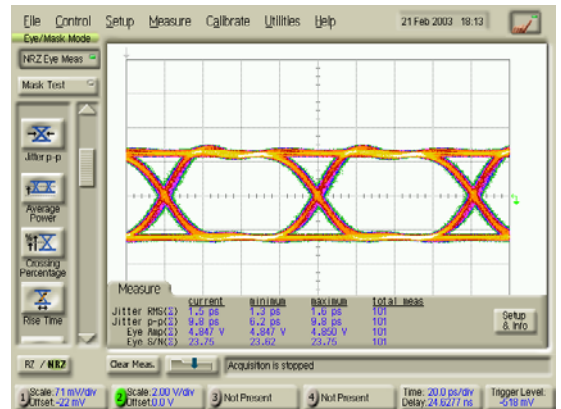 File Control Setup Measure Calibrate Utilities Help 21 Feb 2003 18:13
Eye/Mask Mode
NRZ Eye Meas
Mask Test
Jitter p-p
Average
Power
Crossing
Percentage
Rise Time
Measure
current minimum maximum total meas
Jitter RMS(2) 1.5 ps 1.3 ps 1.6 ps 101
Jitter p-p(2) 9.8 ps 6.2 ps 9.8 ps 101
Eye Amp(2) 4.847 V 4.847 V 4.850 V 101
Eye S/N(2) 23.75 23.62 23.75 101
Setup
& Info
RZ / NRZ
Clear Meas.
Acquisition is stopped
1 Scale:71 mV/div
Offset:-22 mV
2 Scale:2.00 V/div
Offset:0.0 V
3 Not Present
4 Not Present
Time: 20.0 ps/div
Delay:24.6277 ns
Trigger Level:
-518 mV